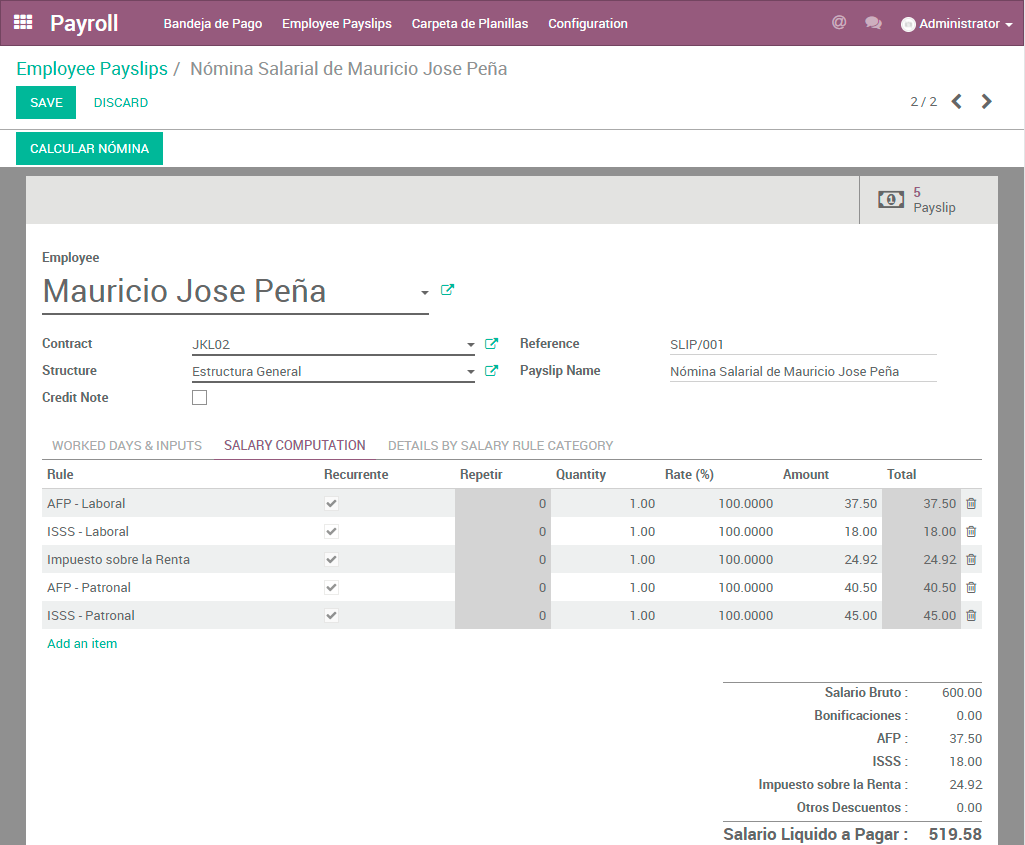 Payroll Bandeja de Pago Employee Payslips Carpeta de Planillas Configuration @ Administrator
Employee Payslips / Nómina Salarial de Mauricio Jose Peña
SAVE DISCARD 2 / 2
CALCULAR NÓMINA
5
Payslip
Employee
Mauricio Jose Peña
Contract JKL02 Reference SLIP/001
Structure Estructura General Payslip Name Nómina Salarial de Mauricio Jose Peña
Credit Note
WORKED DAYS & INPUTS SALARY COMPUTATION DETAILS BY SALARY RULE CATEGORY
Rule Recurrente Repetir Quantity Rate (%) Amount Total
AFP - Laboral 0 1.00 100.0000 37.50 37.50
ISSS - Laboral 0 1.00 100.0000 18.00 18.00
Impuesto sobre la Renta 0 1.00 100.0000 24.92 24.92
AFP - Patronal 0 1.00 100.0000 40.50 40.50
ISSS - Patronal 0 1.00 100.0000 45.00 45.00
Add an item
Salario Bruto : 600.00
Bonificaciones : 0.00
AFP : 37.50
ISSS : 18.00
Impuesto sobre la Renta : 24.92
Otros Descuentos : 0.00
Salario Liquido a Pagar : 519.58